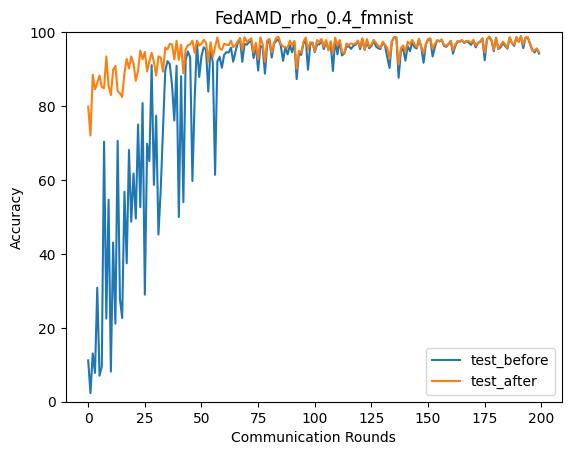 FedAMD_rho_0.4_fmnist
100
80
60
40
20
0
Accuracy
0 25 50 75 100 125 150 175 200
Communication Rounds
test_before
test_after